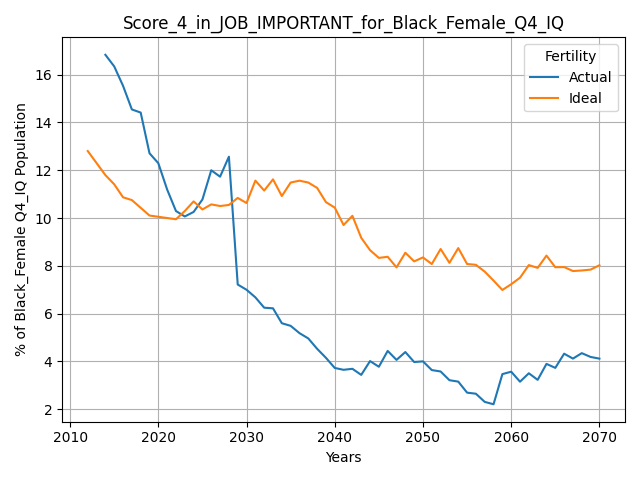 Score_4_in_JOB_IMPORTANT_for_Black_Female_Q4_IQ
Fertility
Actual
Ideal
% of Black_Female Q4_IQ Population
16
14
12
10
8
6
4
2
2010
2020
2030
2040
2050
2060
2070
Years